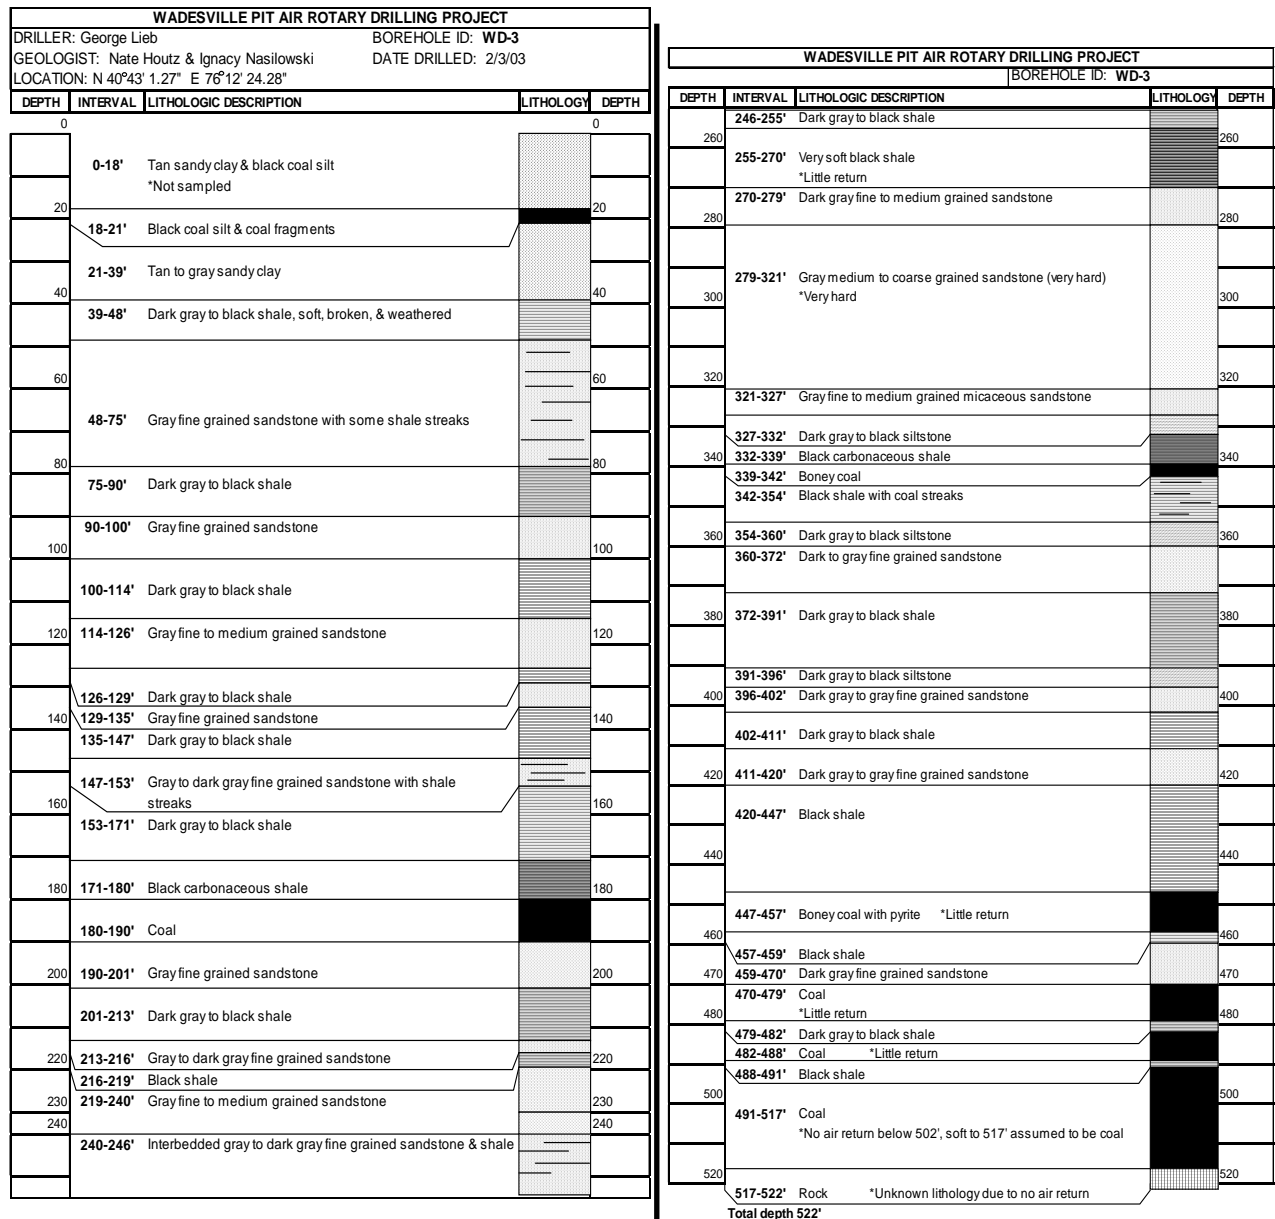 WADESVILLE PIT AIR ROTARY DRILLING PROJECT
DRILLER: George Lieb BOREHOLE ID: WD-3
GEOLOGIST: Nate Houtz & Ignacy Nasilowski DATE DRILLED: 2/3/03
LOCATION: N 40°43' 1.27" E 76°12' 24.28"
DEPTH INTERVAL LITHOLOGIC DESCRIPTION LITHOLOGY DEPTH
0 0
0-18' Tan sandy clay & black coal silt
*Not sampled
20 20
18-21' Black coal silt & coal fragments
21-39' Tan to gray sandy clay
40 40
39-48' Dark gray to black shale, soft, broken, & weathered
60 60
48-75' Gray fine grained sandstone with some shale streaks
80 80
75-90' Dark gray to black shale
90-100' Gray fine grained sandstone
100 100
100-114' Dark gray to black shale
120 114-126' Gray fine to medium grained sandstone 120
126-129' Dark gray to black shale
140 129-135' Gray fine grained sandstone 140
135-147' Dark gray to black shale
147-153' Gray to dark gray fine grained sandstone with shale
160 streaks 160
153-171' Dark gray to black shale
180 171-180' Black carbonaceous shale 180
180-190' Coal
200 190-201' Gray fine grained sandstone 200
201-213' Dark gray to black shale
220 213-216' Gray to dark gray fine grained sandstone 220
216-219' Black shale
230 219-240' Gray fine to medium grained sandstone 230
240 240
240-246' Interbedded gray to dark gray fine grained sandstone & shale
WADESVILLE PIT AIR ROTARY DRILLING PROJECT
BOREHOLE ID: WD-3
DEPTH INTERVAL LITHOLOGIC DESCRIPTION LITHOLOGY DEPTH
246-255' Dark gray to black shale
260 260
255-270' Very soft black shale
*Little return
270-279' Dark gray fine to medium grained sandstone
280 280
279-321' Gray medium to coarse grained sandstone (very hard)
300 *Very hard 300
320 320
321-327' Gray fine to medium grained micaceous sandstone
327-332' Dark gray to black siltstone
340 332-339' Black carbonaceous shale 340
339-342' Boney coal
342-354' Black shale with coal streaks
360 354-360' Dark gray to black siltstone 360
360-372' Dark to gray fine grained sandstone
380 372-391' Dark gray to black shale 380
391-396' Dark gray to black siltstone
400 396-402' Dark gray to gray fine grained sandstone 400
402-411' Dark gray to black shale
420 411-420' Dark gray to gray fine grained sandstone 420
420-447' Black shale
440 440
447-457' Boney coal with pyrite *Little return
460 460
457-459' Black shale
470 459-470' Dark gray fine grained sandstone 470
470-479' Coal
480 *Little return 480
479-482' Dark gray to black shale
482-488' Coal *Little return
488-491' Black shale
500 500
491-517' Coal
*No air return below 502', soft to 517' assumed to be coal
520 520
517-522' Rock *Unknown lithology due to no air return
Total depth 522'